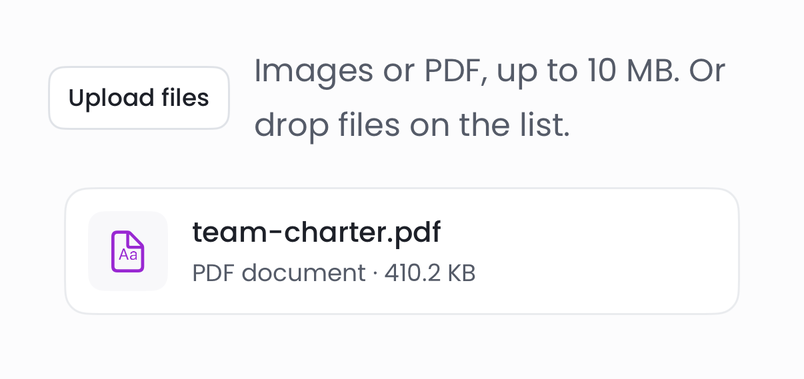 Upload files
Images or PDF, up to 10 MB. Or
drop files on the list.
Aa
team-charter.pdf
PDF document · 410.2 KB